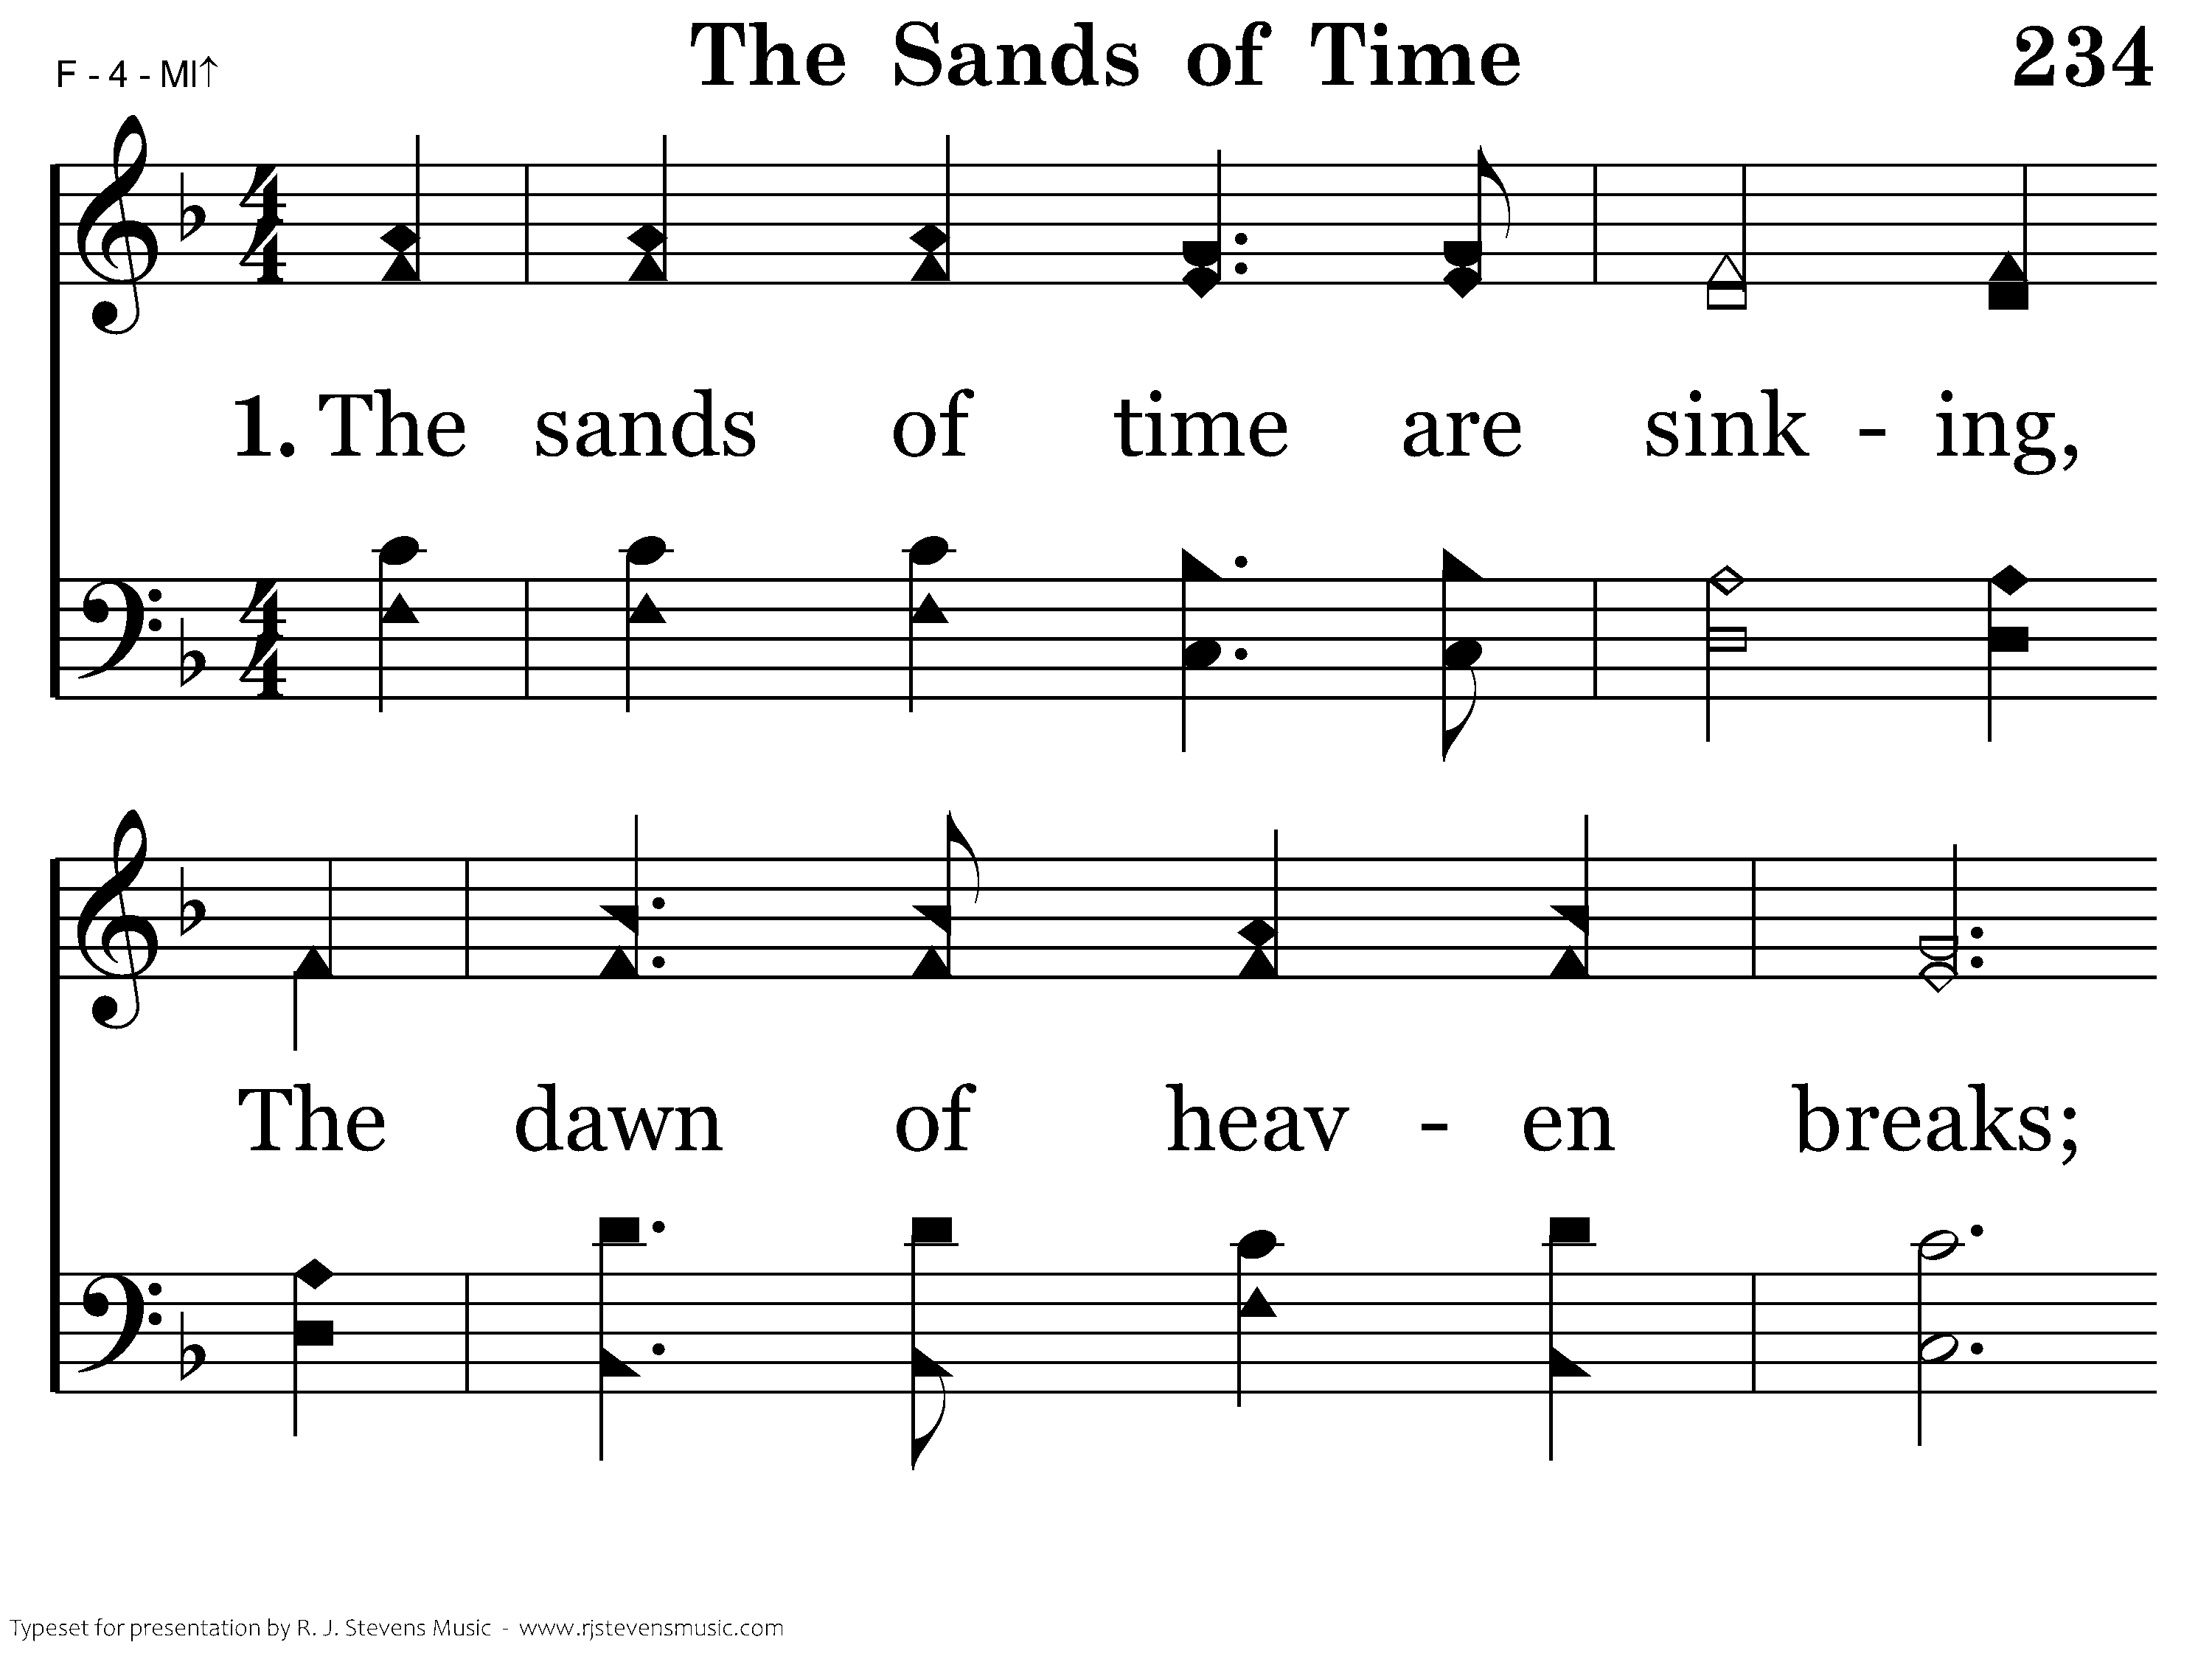 The Sands of Time
234
F - 4 - MI↑
1. The sands of time are sink - ing,
The dawn of heav - en breaks;
Typeset for presentation by R. J. Stevens Music - www.rjstevensmusic.com